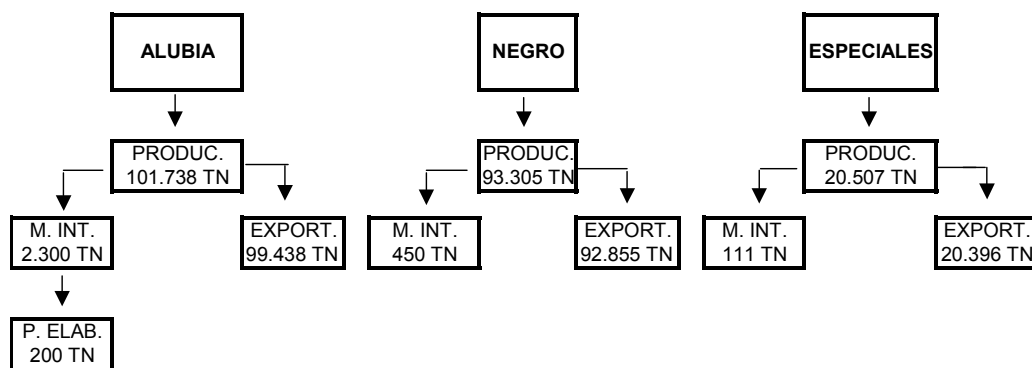 ALUBIA
NEGRO
ESPECIALES
PRODUC.
101.738 TN
PRODUC.
93.305 TN
PRODUC.
20.507 TN
M. INT.
2.300 TN
EXPORT.
99.438 TN
M. INT.
450 TN
EXPORT.
92.855 TN
M. INT.
111 TN
EXPORT.
20.396 TN
P. ELAB.
200 TN